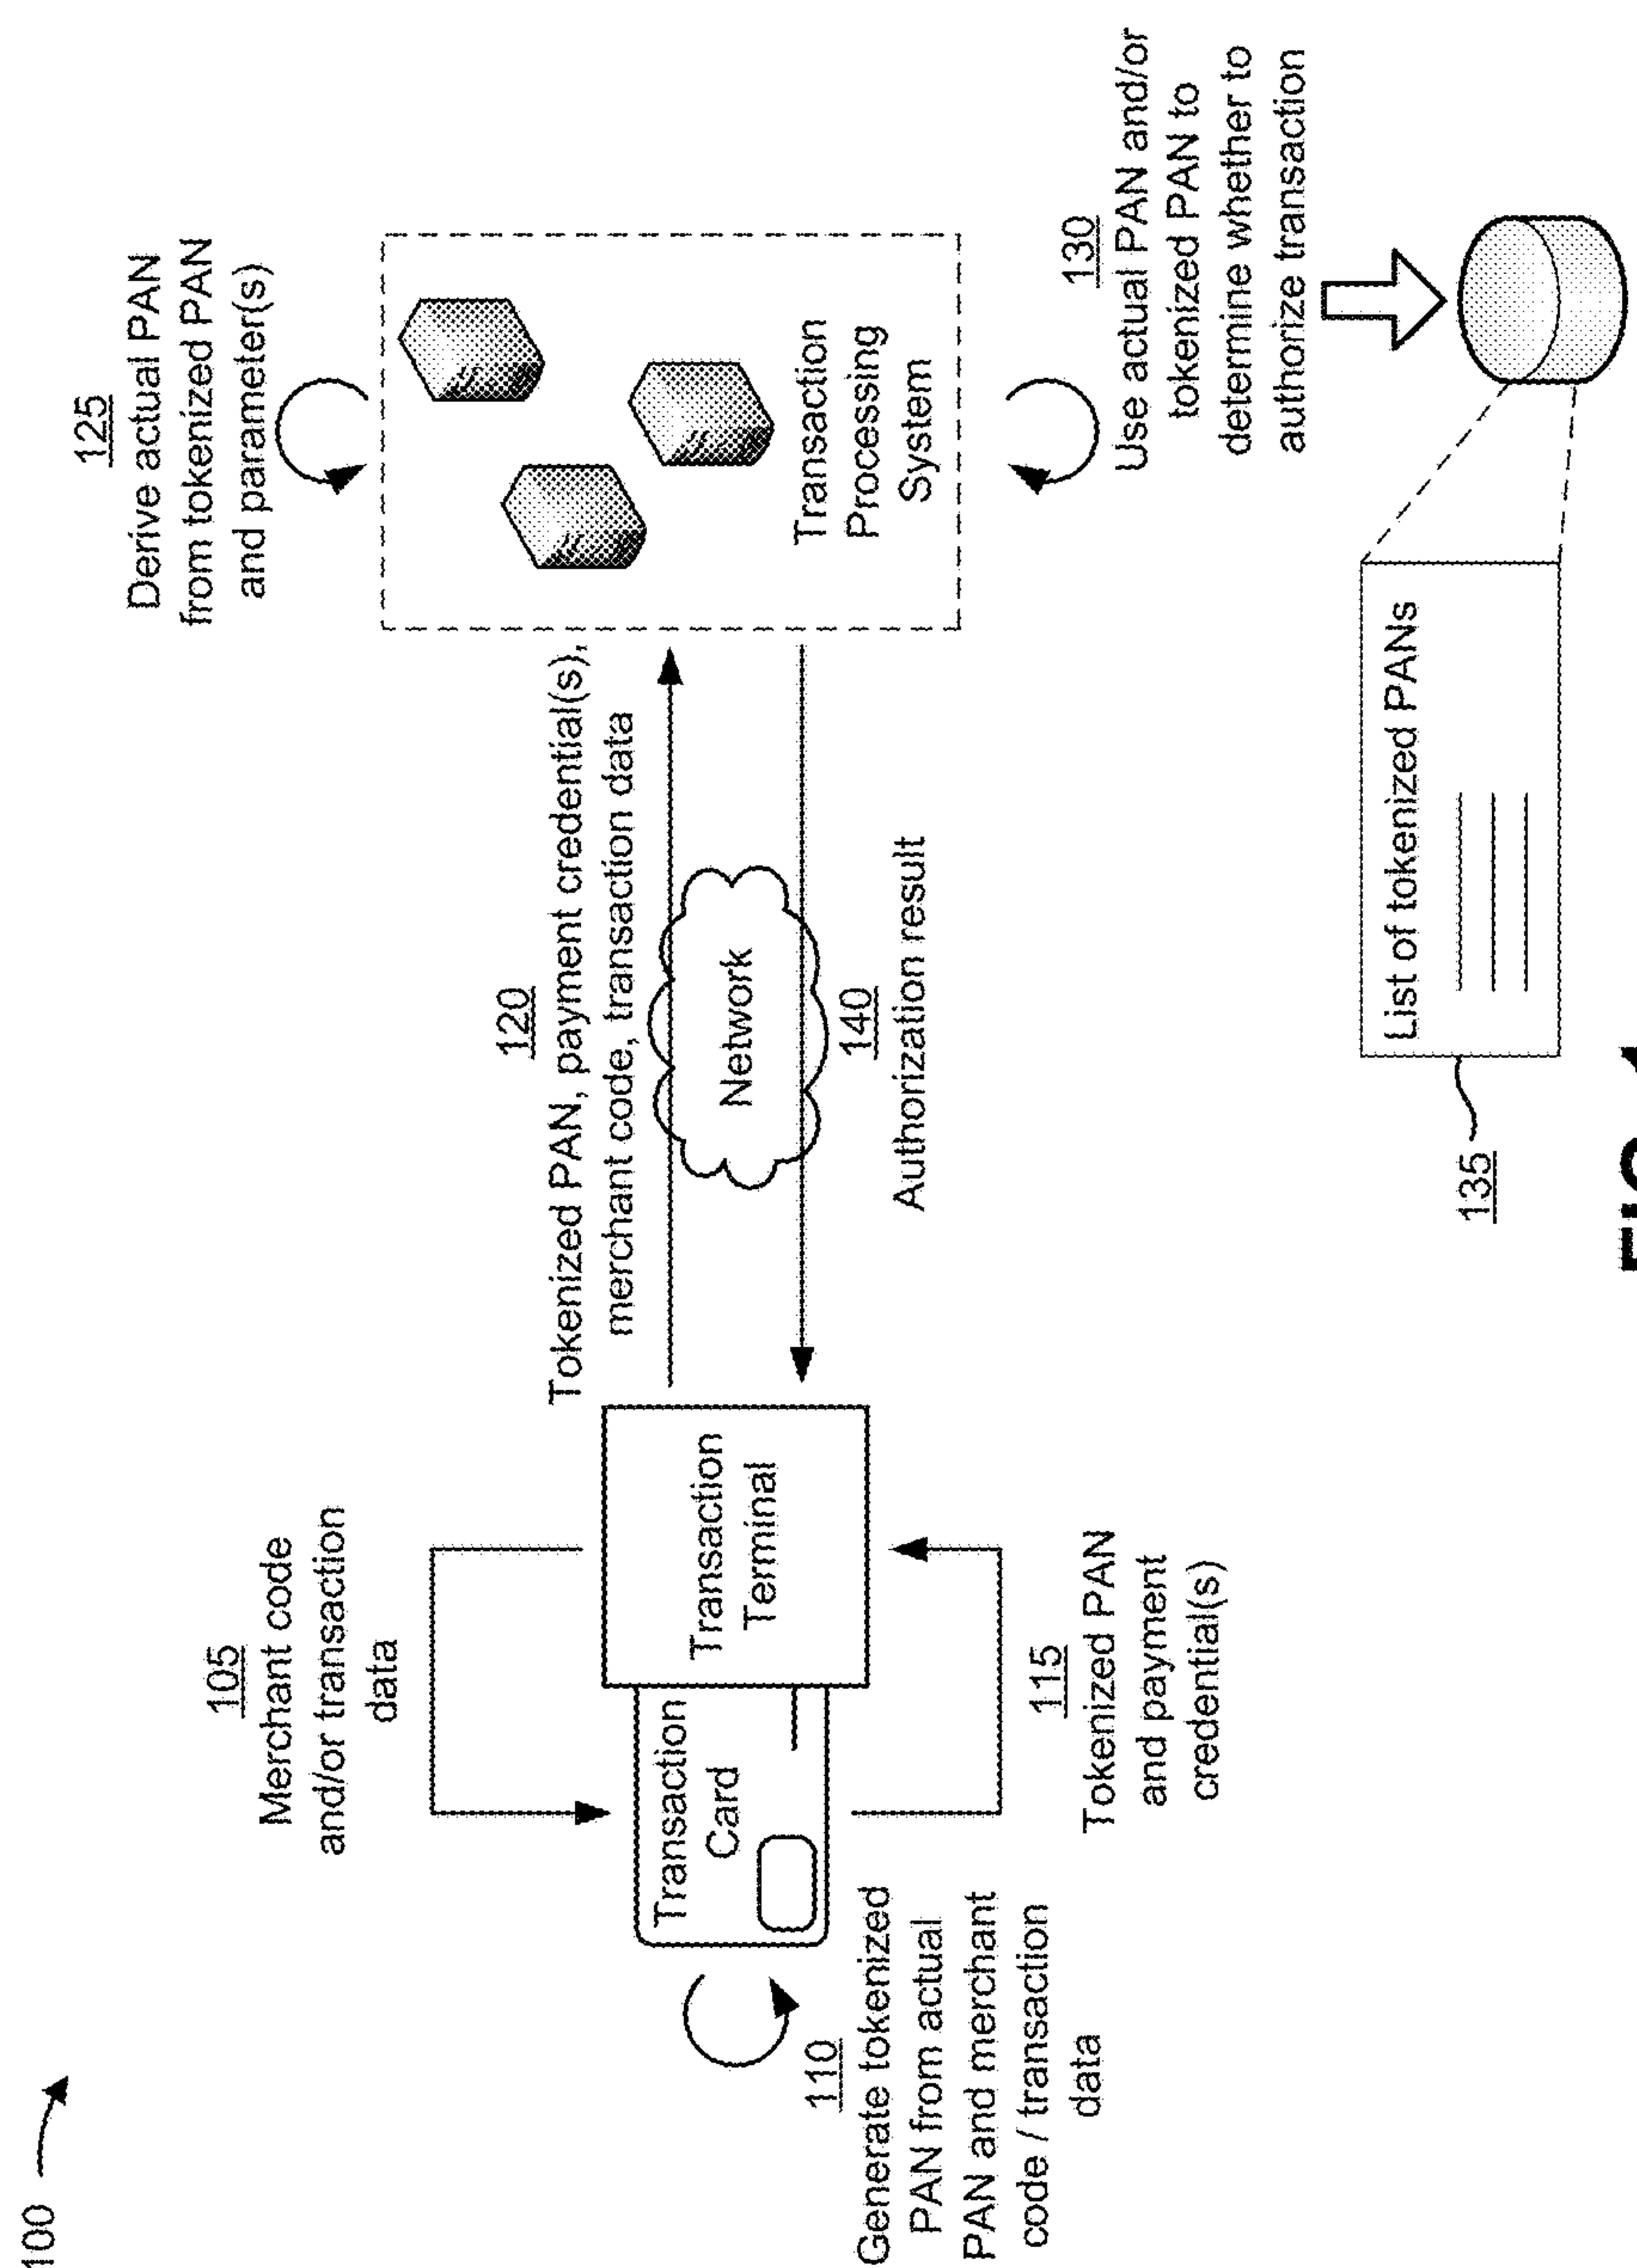 100
105
Merchant code
and/or transaction
data
110
Generate tokenized
PAN from actual
PAN and merchant
code / transaction
data
Transaction
Card
Transaction
Terminal
115
Tokenized PAN
and payment
credential(s)
120
Tokenized PAN, payment credential(s),
merchant code, transaction data
Network
140
Authorization result
125
Derive actual PAN
from tokenized PAN
and parameter(s)
Transaction
Processing
System
130
Use actual PAN and/or
tokenized PAN to
determine whether to
authorize transaction
135
List of tokenized PANs